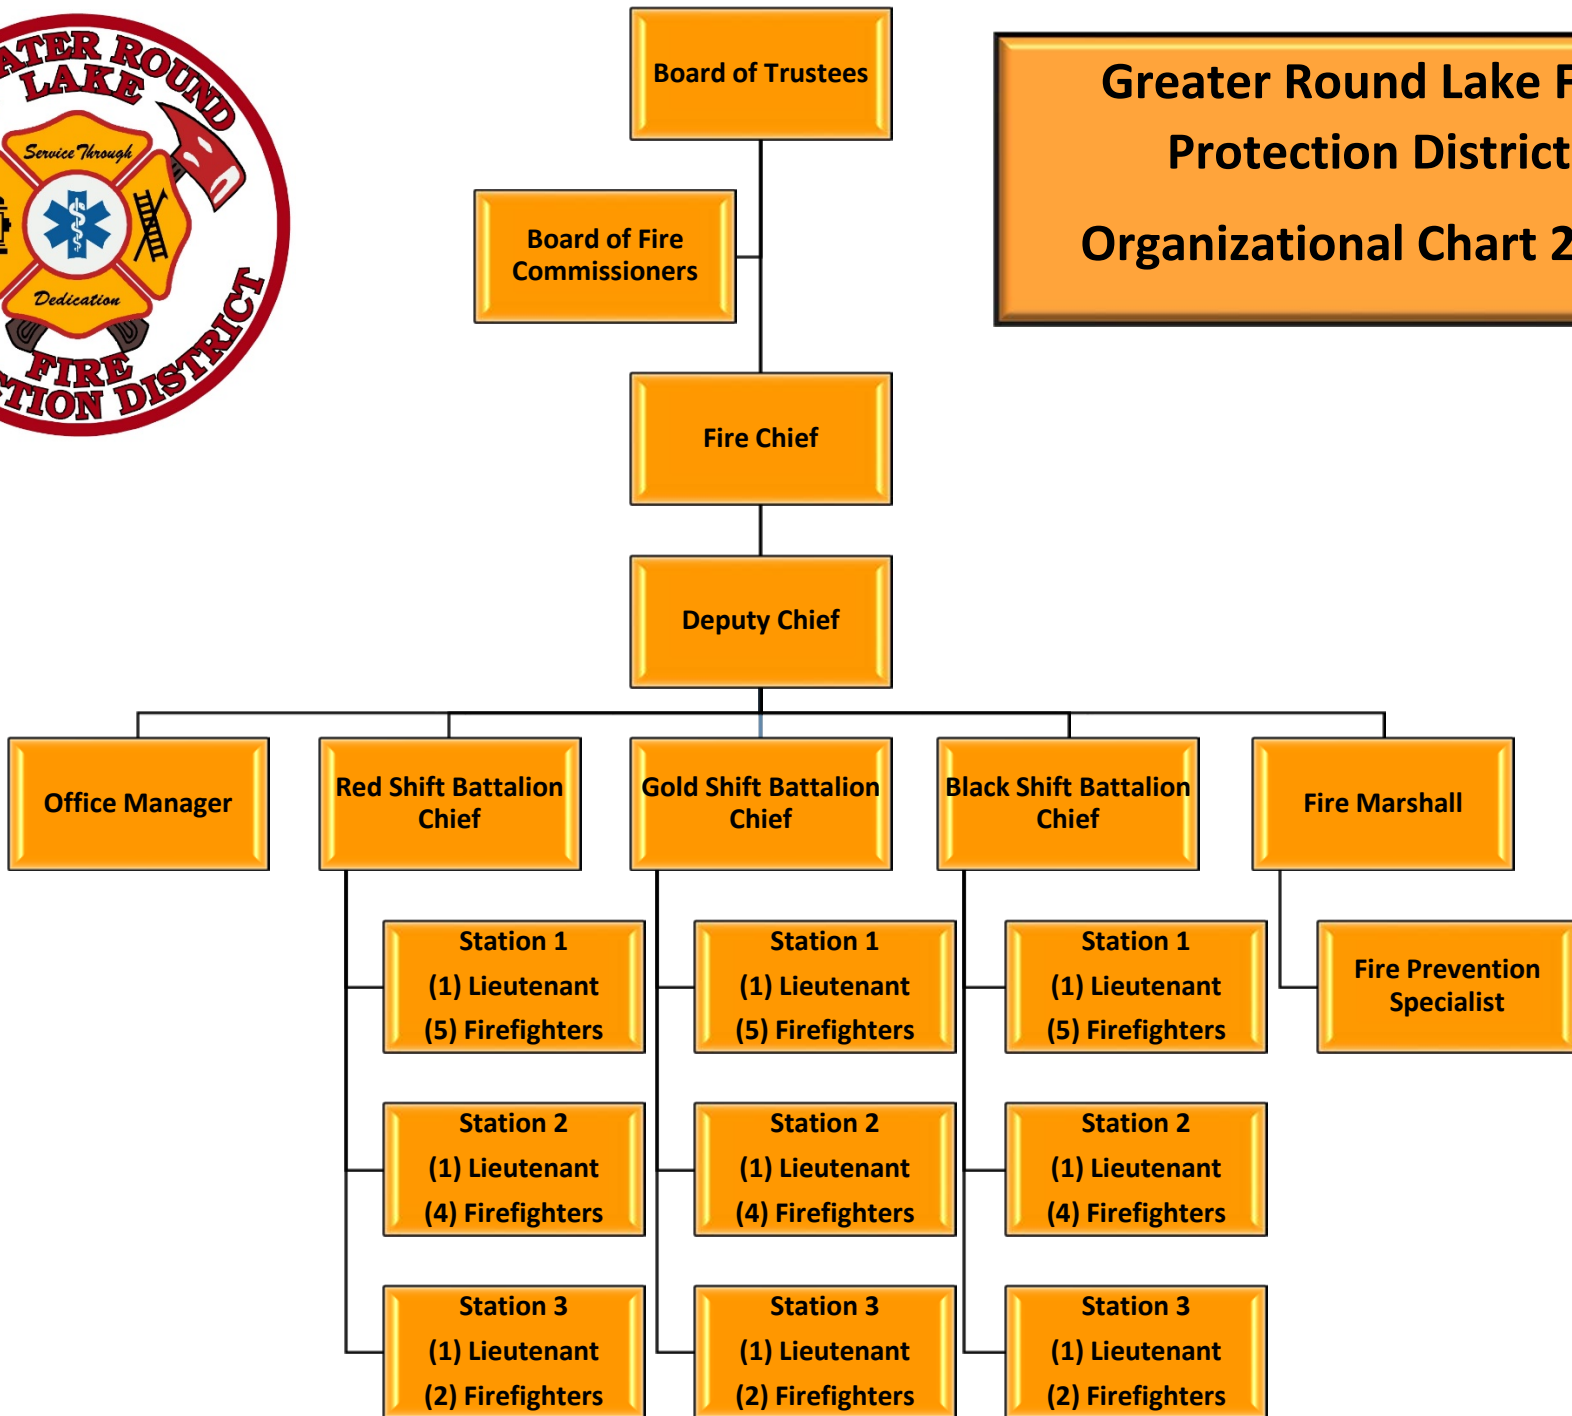 LAKE
Service Through
Dedication
FIRE
DISTRICT
Board of Trustees
Greater Round Lake
Protection District
Organizational Chart
Board of Fire
Commissioners
Fire Chief
Deputy Chief
Office Manager
Red Shift Battalion
Chief
Gold Shift Battalion
Chief
Black Shift Battalion
Chief
Fire Marshall
Station 1
(1) Lieutenant
(5) Firefighters
Station 1
(1) Lieutenant
(5) Firefighters
Station 1
(1) Lieutenant
(5) Firefighters
Fire Prevention
Specialist
Station 2
(1) Lieutenant
(4) Firefighters
Station 2
(1) Lieutenant
(4) Firefighters
Station 2
(1) Lieutenant
(4) Firefighters
Station 3
(1) Lieutenant
(2) Firefighters
Station 3
(1) Lieutenant
(2) Firefighters
Station 3
(1) Lieutenant
(2) Firefighters